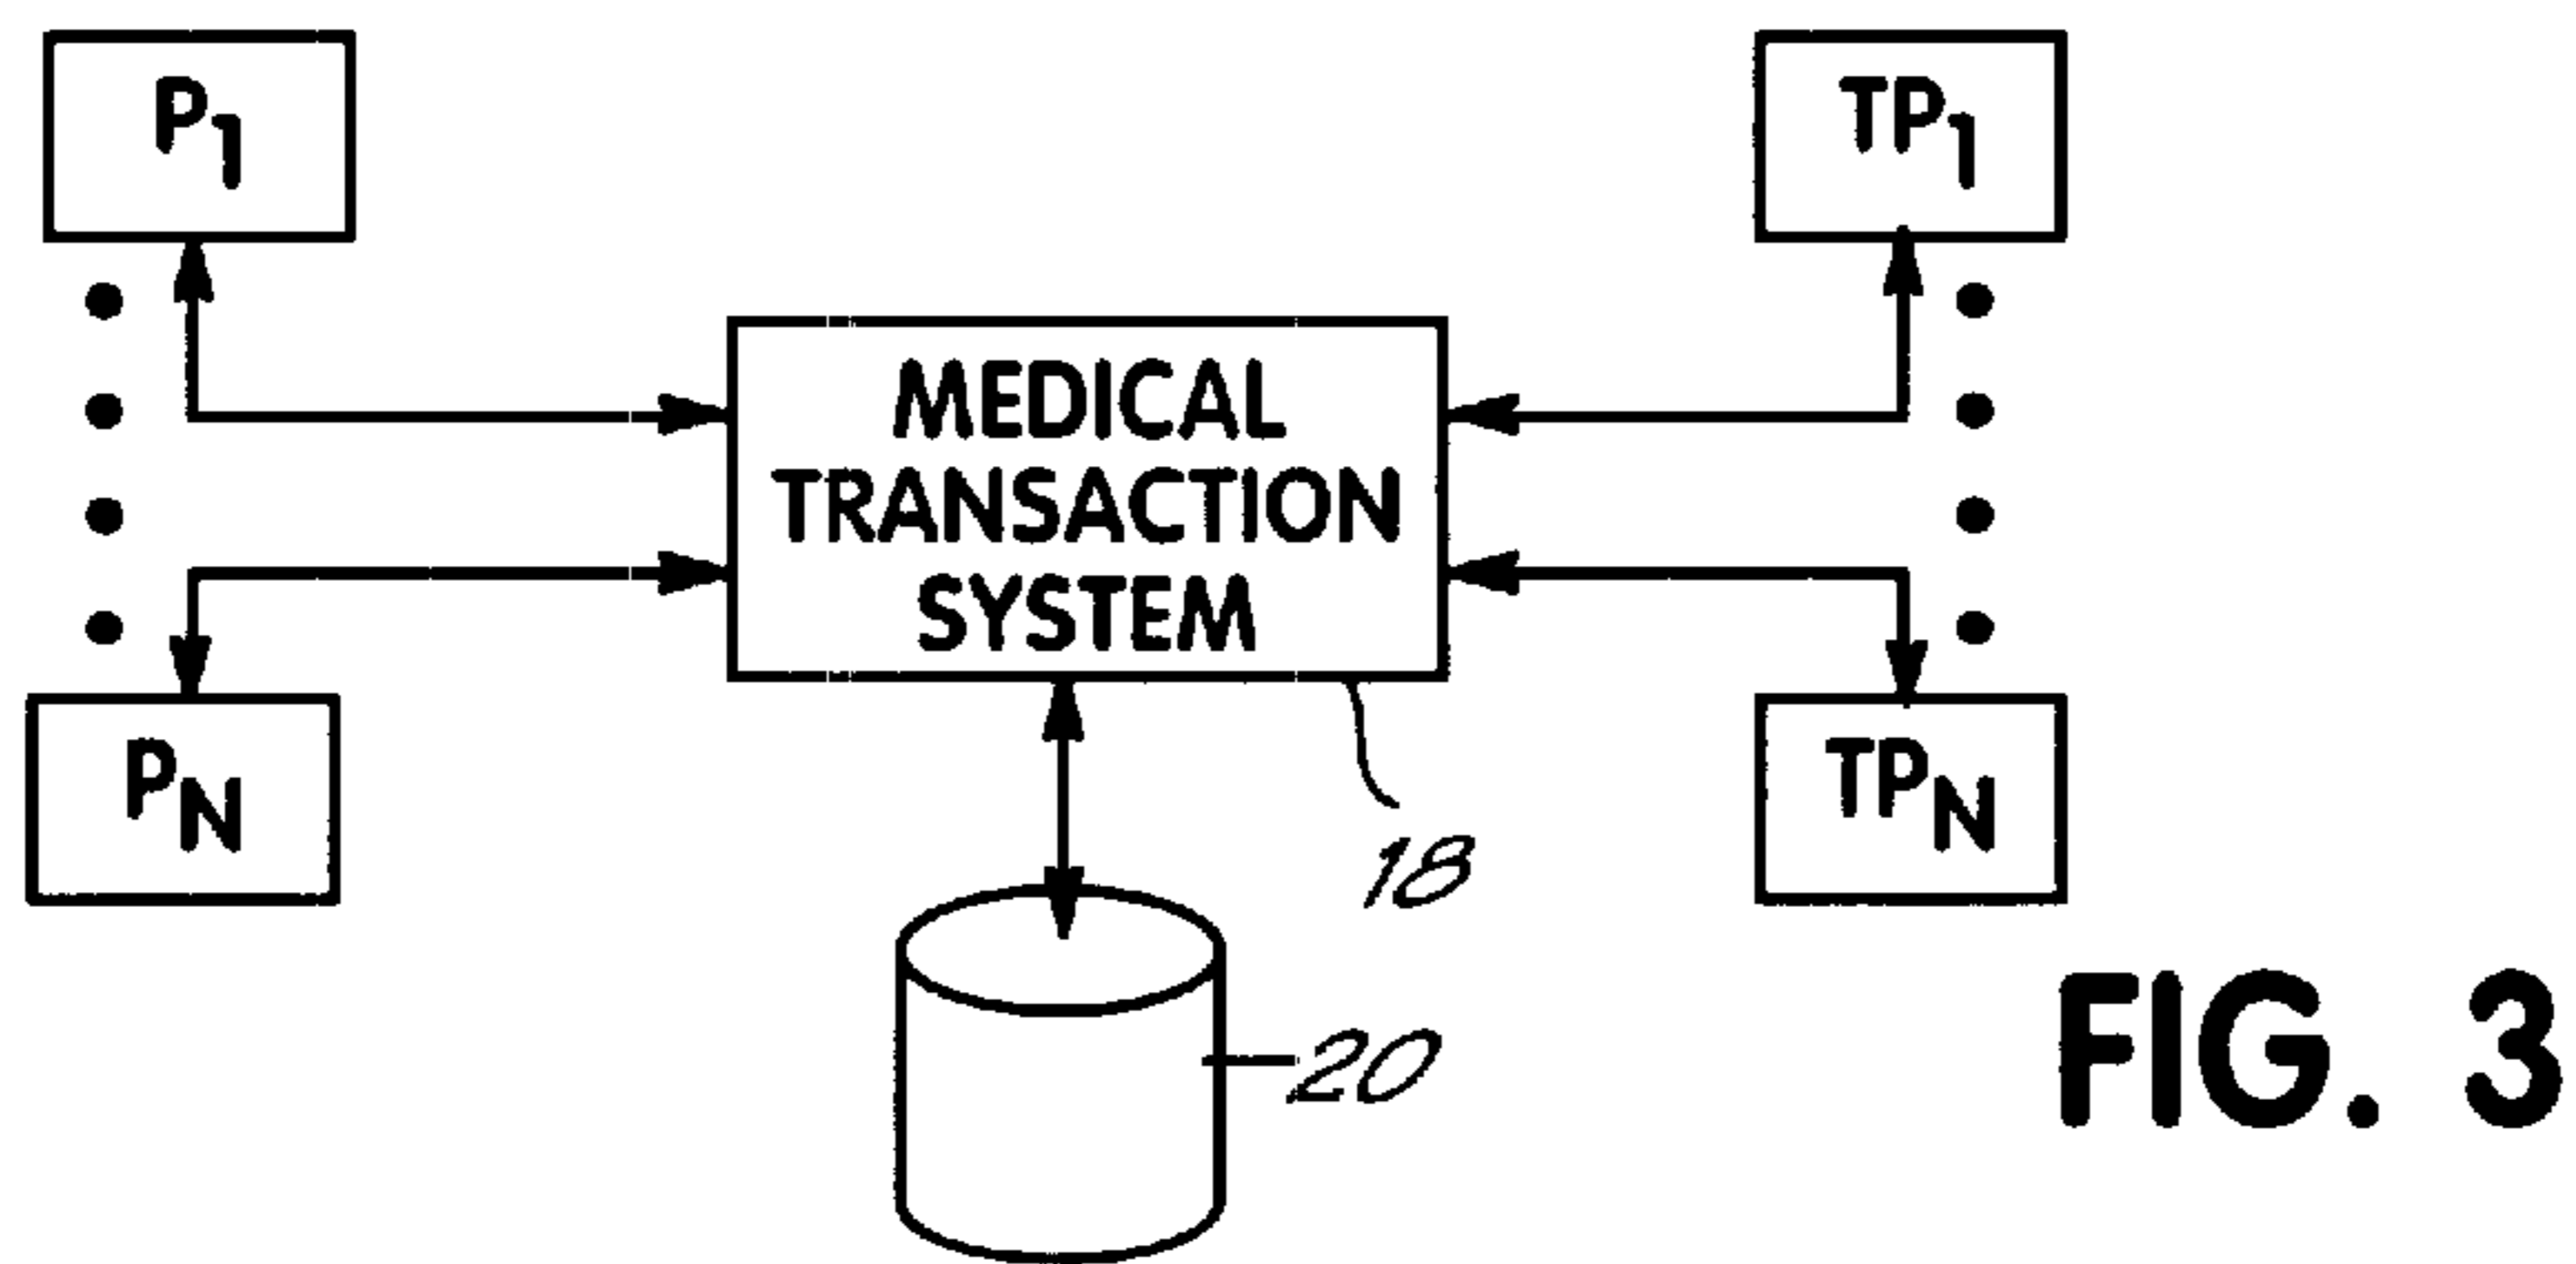 P1
TP1
MEDICAL
TRANSACTION
SYSTEM
PN
TPN
18
20
FIG. 3